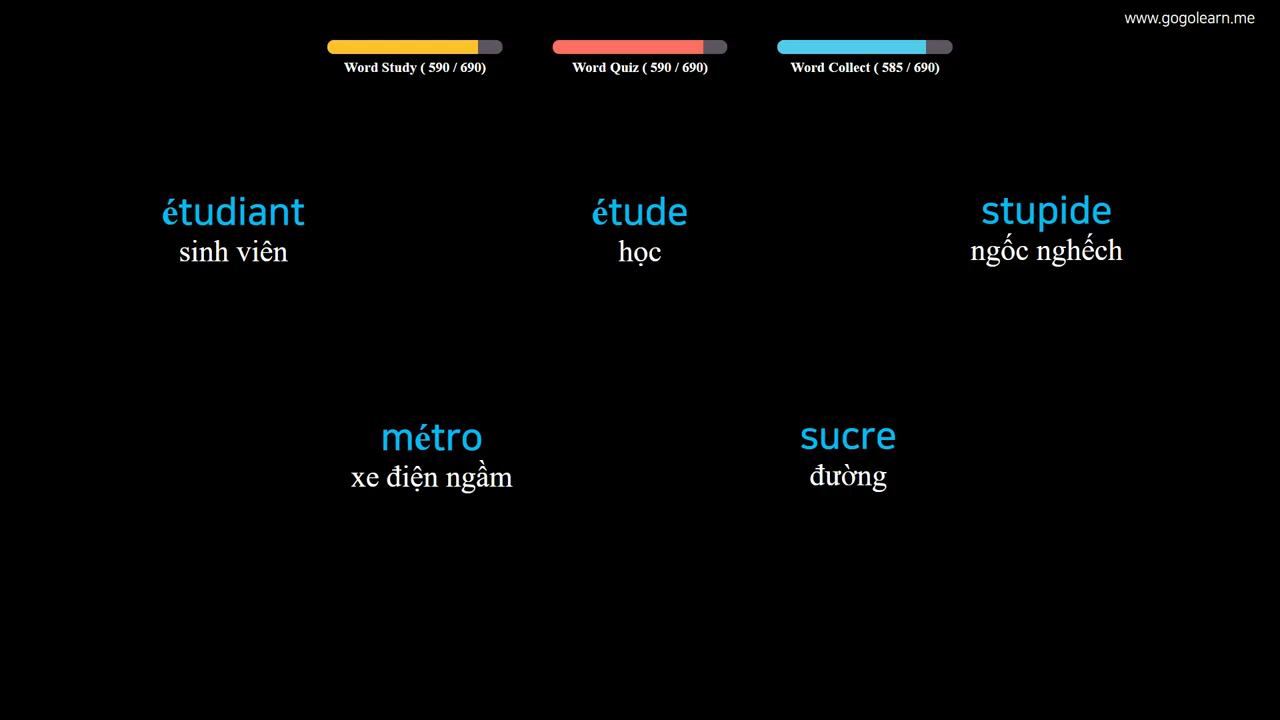 www.gogolearn.me
Word Study ( 590 / 690)
Word Quiz ( 590 / 690)
Word Collect ( 585 / 690)
étudiant
sinh viên
étude
học
stupide
ngốc nghếch
métro
xe điện ngầm
sucre
đường